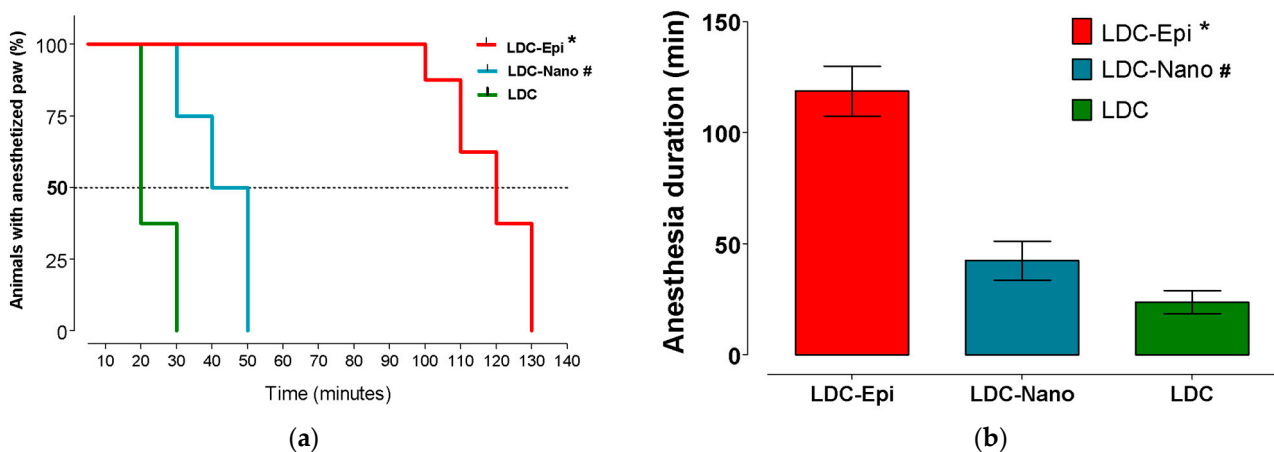 Animals with anesthetized paw (%)
100
75
50
25
0
LDC-Epi *
LDC-Nano #
LDC
10 20 30 40 50 60 70 80 90 100 110 120 130 140
Time (minutes)
(a)
Anesthesia duration (min)
150
100
50
0
LDC-Epi *
LDC-Nano #
LDC
LDC-Epi LDC-Nano LDC
(b)